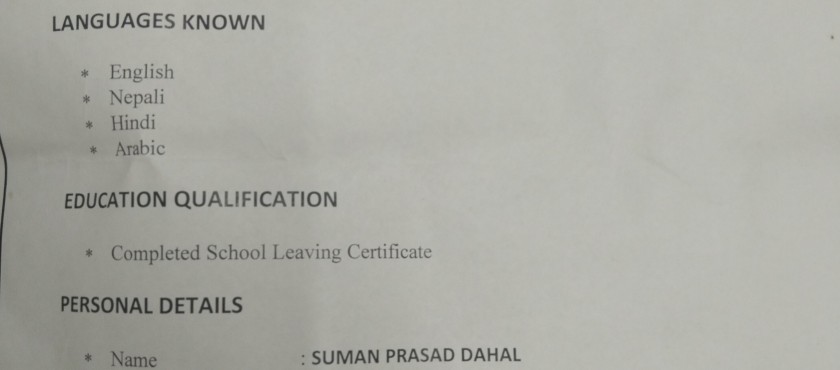 LANGUAGES KNOWN
* English
* Nepali
* Hindi
* Arabic
EDUCATION QUALIFICATION
* Completed School Leaving Certificate
PERSONAL DETAILS
* Name : SUMAN PRASAD DAHAL